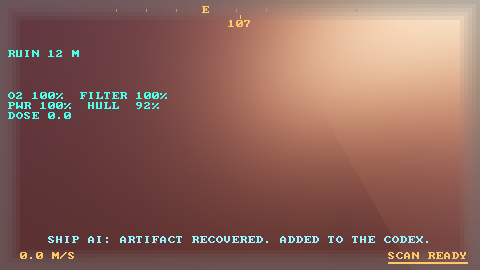 E
107
RUIN 12 M
O2 100% FILTER 100%
PWR 100% HULL 92%
DOSE 0.0
SHIP AI: ARTIFACT RECOVERED. ADDED TO THE CODEX.
0.0 M/S
SCAN READY